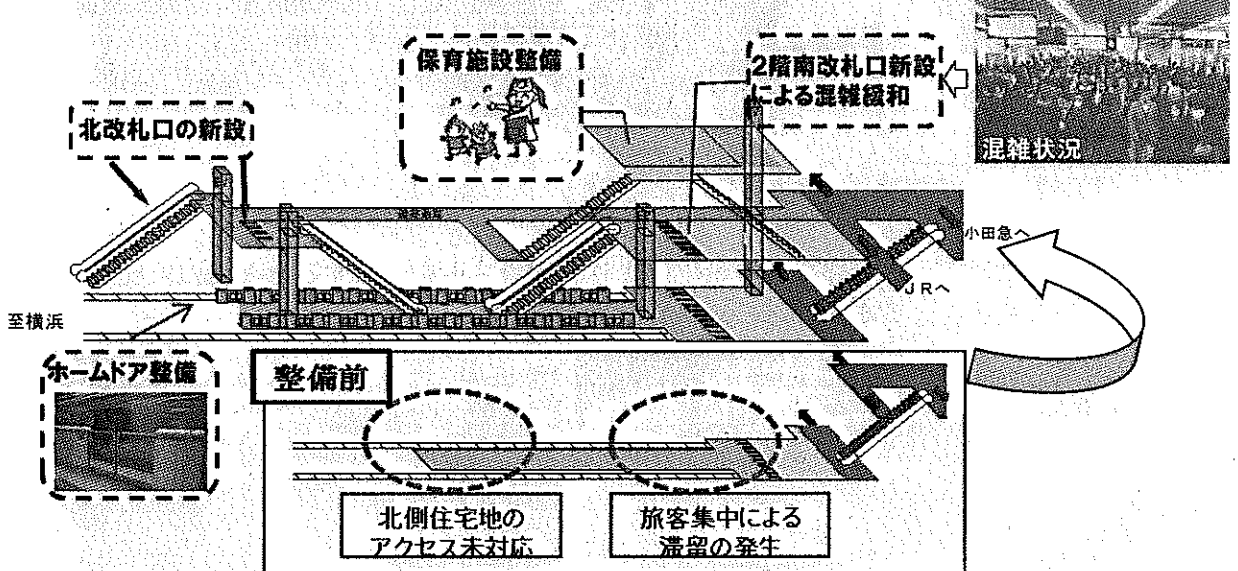 保育施設整備
2階南改札口新設
による混雑緩和
混雑状況
北改札口の新設
小田急へ
JRへ
至横浜
ホームドア整備
整備前
北側住宅地の
アクセス未対応
旅客集中による
滞留の発生